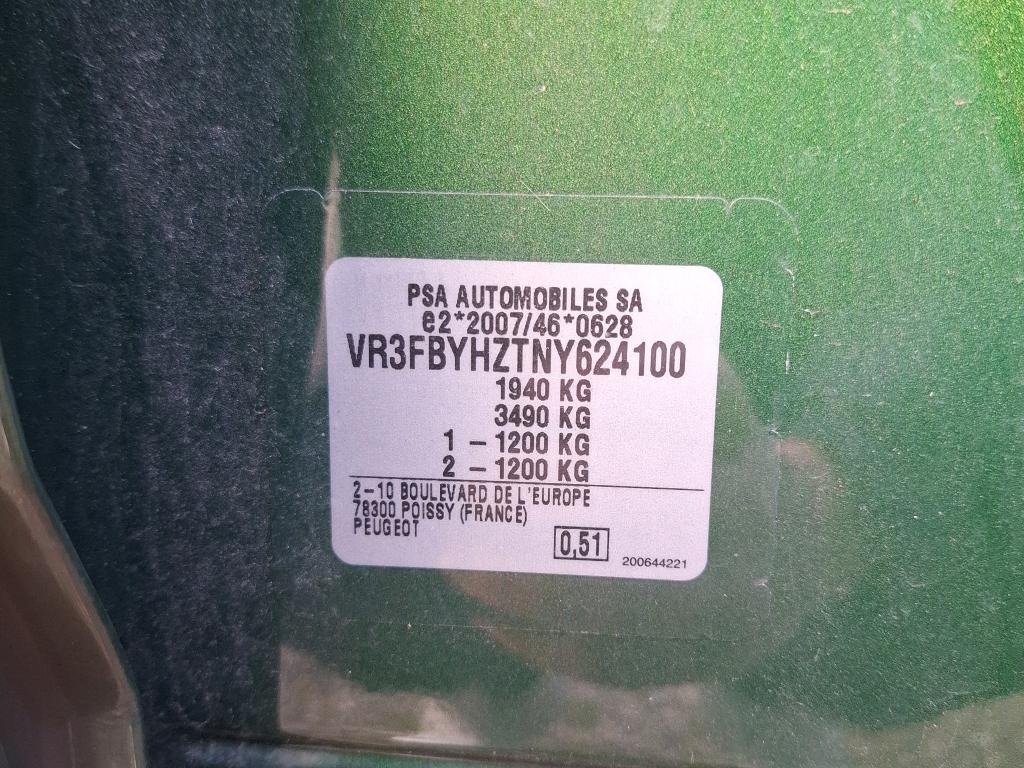 PSA AUTOMOBILES SA
e2*2007/46*0628
VR3FBYHZTNY624100
1940 KG
3490 KG
1 - 1200 KG
2 - 1200 KG
2-10 BOULEVARD DE L'EUROPE
78300 POISSY (FRANCE)
PEUGEOT
0,51
200644221